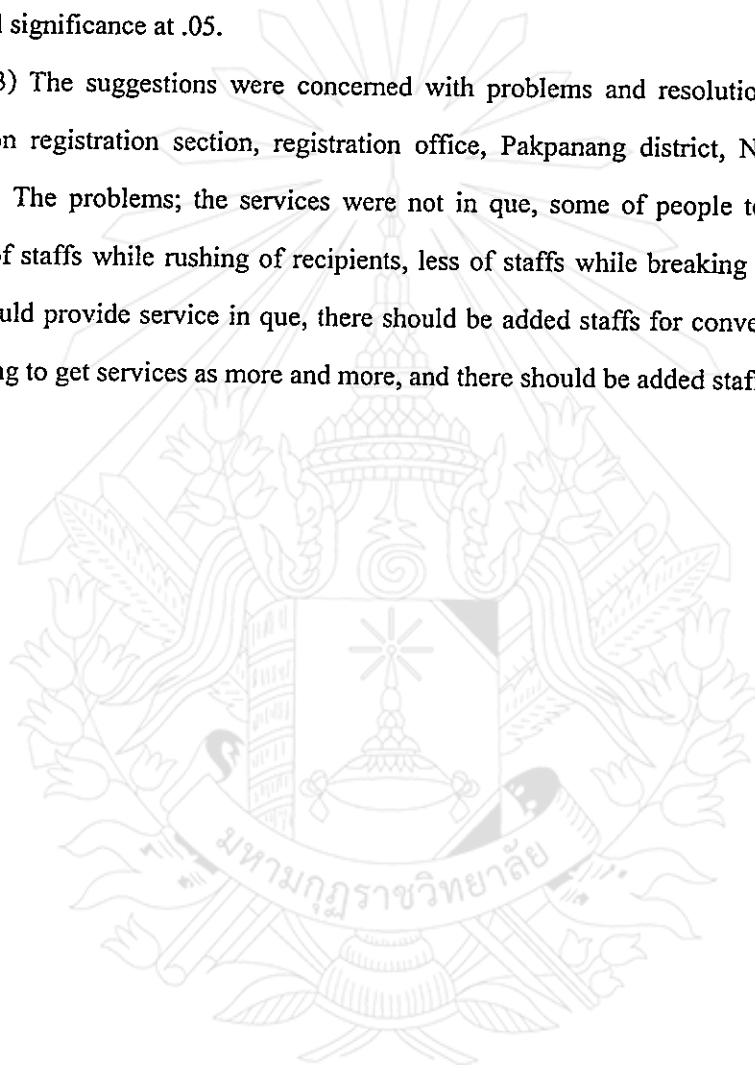 significance at .05.
3) The suggestions were concerned with problems and resolutio
on registration section, registration office, Pakpanang district, N
The problems; the services were not in que, some of people to
of staffs while rushing of recipients, less of staffs while breaking
uld provide service in que, there should be added staffs for conve
ng to get services as more and more, and there should be added staff
มหามกุฏราชวิทยาลัย